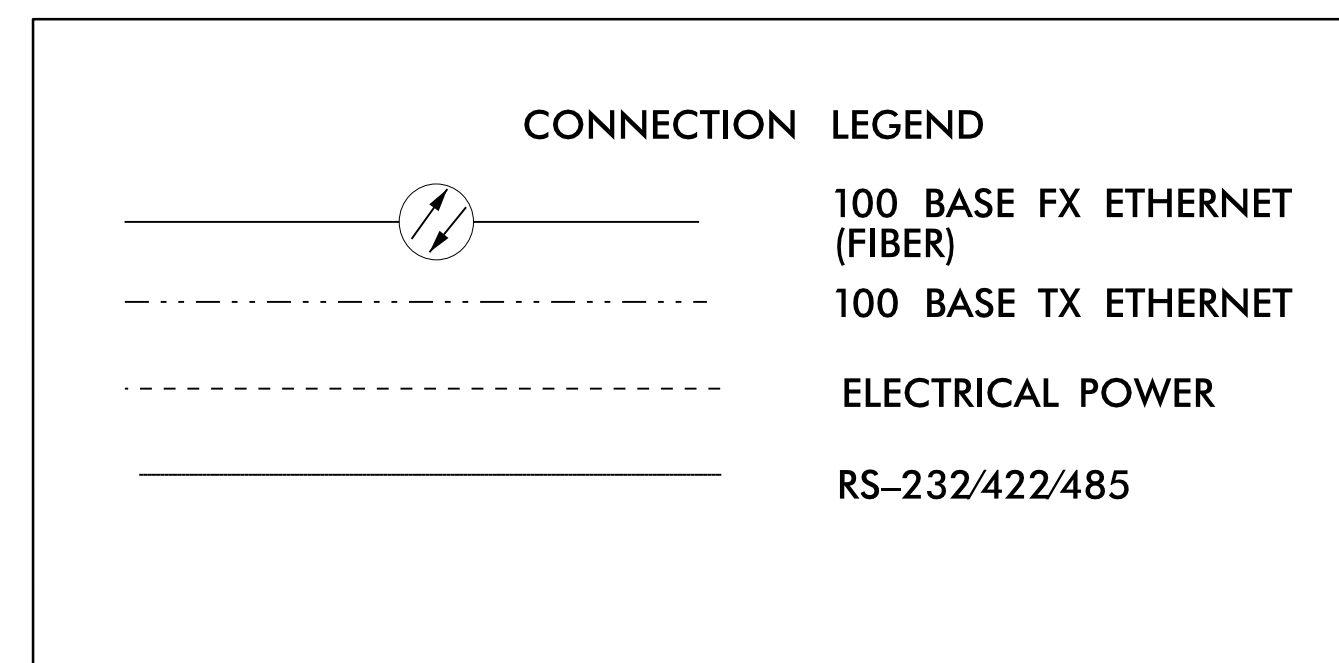 CONNECTION LEGEND
100 BASE FX ETHERNET
(FIBER)
100 BASE TX ETHERNET
ELECTRICAL POWER
RS–232/422/485